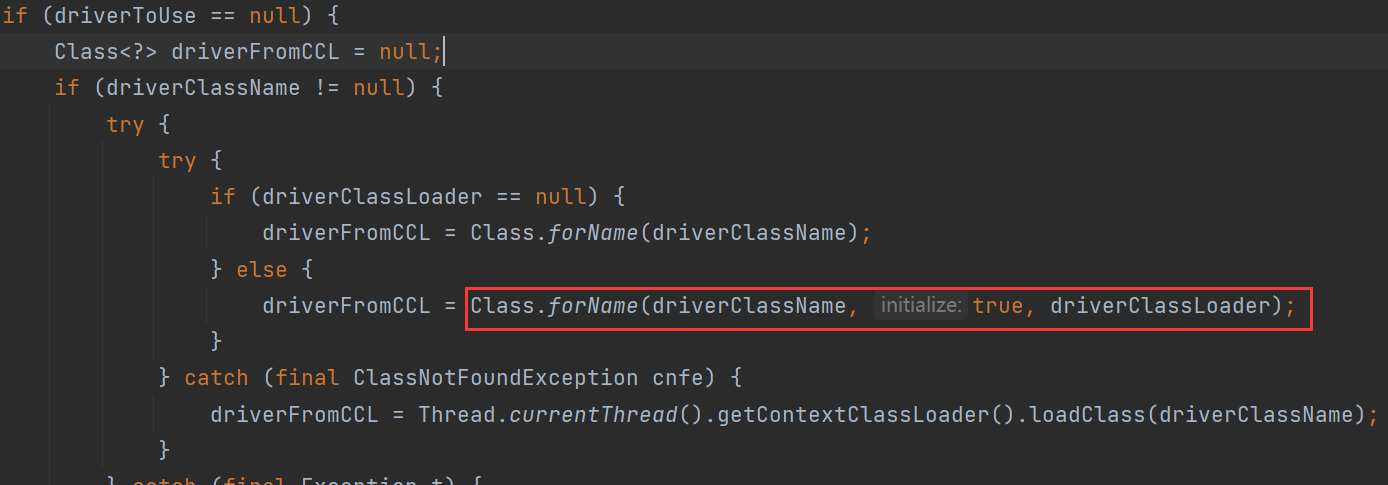 if (driverToUse == null) {
    Class<?> driverFromCCL = null;
    if (driverClassName != null) {
        try {
            try {
                if (driverClassLoader == null) {
                    driverFromCCL = Class.forName(driverClassName);
                } else {
                    driverFromCCL = Class.forName(driverClassName, initialize: true, driverClassLoader);
                }
            } catch (final ClassNotFoundException cnfe) {
                driverFromCCL = Thread.currentThread().getContextClassLoader().loadClass(driverClassName);
            }
        } catch (final Exception t) {